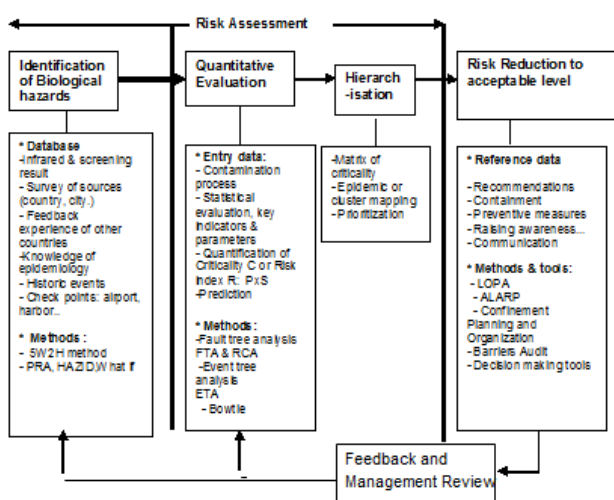 Risk Assessment
Identification
of Biological
hazards
Quantitative
Evaluation
Hierarch
-isation
Risk Reduction to
acceptable level
* Database
-Infrared & screening
result
- Survey of sources
(country, city.)
- Feedback
experience of other
countries
-Knowledge of
epidemiology
- Historic events
- Check points: airport,
harbor..
* Methods :
- 5W2H method
- PRA, HAZID,What if
* Entry data:
- Contamination
process
- Statistical
evaluation, key
indicators &
parameters
- Quantification of
Criticality C or Risk
Index R: PxS
-Prediction
* Methods:
-Fault tree analysis
FTA & RCA
-Event tree
analysis
ETA
- Bowtie
-Matrix of
criticality
- Epidemic or
cluster mapping
- Prioritization
* Reference data
- Recommendations
- Containment
- Preventive measures
- Raising awareness...
- Communication
* Methods & tools:
- LOPA
- ALARP
- Confinement
Planning and
Organization
- Barriers Audit
- Decision making tools
Feedback and
Management Review